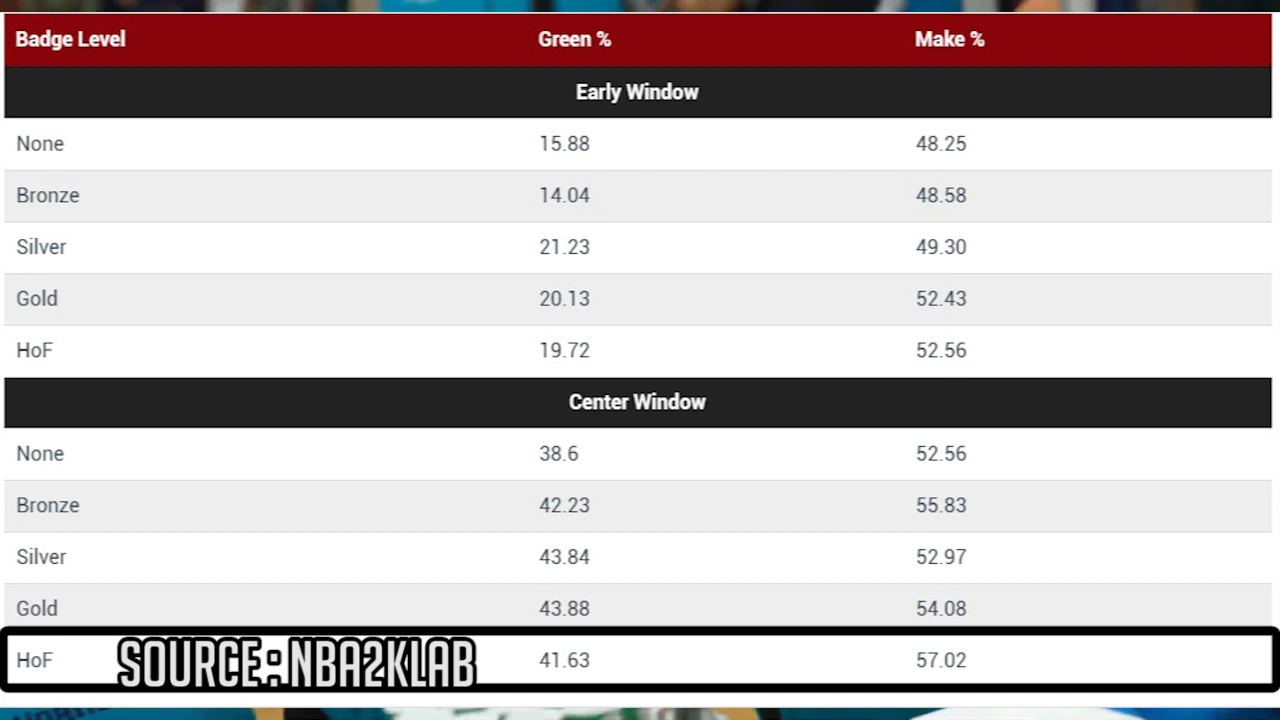 Badge Level Green % Make %
Early Window
None 15.88 48.25
Bronze 14.04 48.58
Silver 21.23 49.30
Gold 20.13 52.43
HoF 19.72 52.56
Center Window
None 38.6 52.56
Bronze 42.23 55.83
Silver 43.84 52.97
Gold 43.88 54.08
HoF SOURCE: NBA2KLAB 41.63 57.02